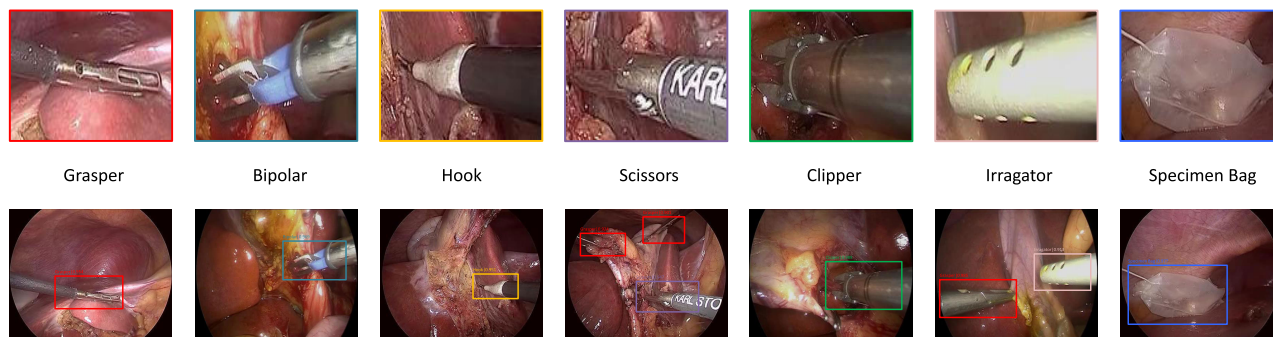 KARL
Grasper
Bipolar
Hook
Scissors
Clipper
Irragator
Specimen Bag
KARL STO